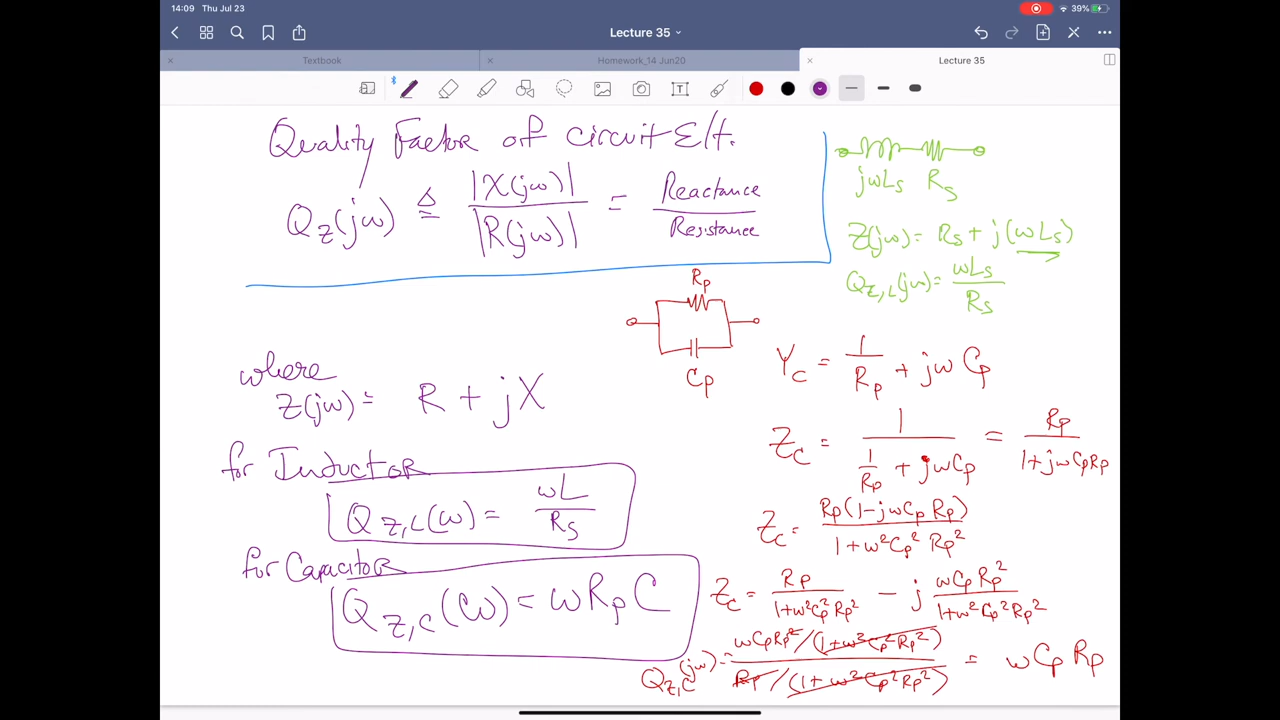 14:09 Thu Jul 23
39%
Lecture 35
Textbook
Homework_14 Jun20
Lecture 35
Quality Factor of circuit Elt.
Q_Z(jω) ≜ |X(jω)| / |R(jω)| = Reactance / Resistance
jωLs Rs
Z(jω) = Rs + j(ωLs)
Q_Z,L(jω) = ωLs / Rs
Rp
Cp
where
Z(jω) = R + jX
for Inductor
Q_Z,L(ω) = ωL / Rs
for Capacitor
Q_Z,C(ω) = ωRpC
Y_C = 1/Rp + jωCp
Z_C = 1 / (1/Rp + jωCp) = Rp / 1+jωCpRp
Z_C = Rp(1-jωCpRp) / 1+ω²Cp²Rp²
Z_C = Rp / 1+ω²Cp²Rp² - j ωCpRp² / 1+ω²Cp²Rp²
Q_Z,C(jω) = ωCpRp²/(1+ω²Cp²Rp²) / Rp/(1+ω²Cp²Rp²) = ωCpRp